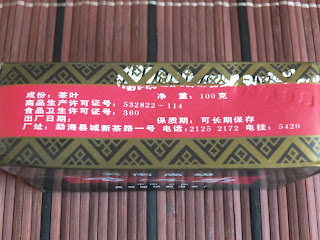 成份: 茶叶 净 重: 100克
商品生产许可证号: 532822-114
食品卫生许可证号: 360
出厂日期: 保质期: 可长期保存
厂址: 勐海县城新茶路一号 电话:2125 2172 电挂: 5420